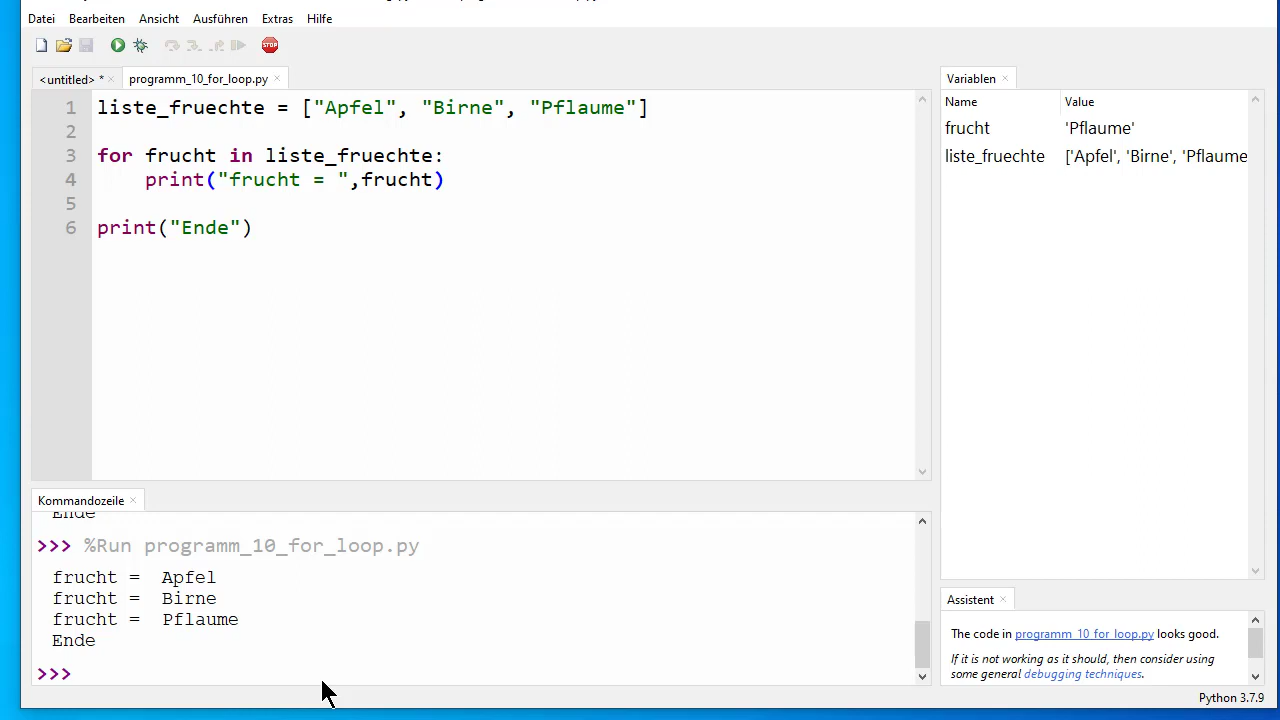 Datei Bearbeiten Ansicht Ausführen Extras Hilfe
STOP
<untitled> * × programm_10_for_loop.py ×
1 liste_fruechte = ["Apfel", "Birne", "Pflaume"]
2
3 for frucht in liste_fruechte:
4     print("frucht = ",frucht)
5
6 print("Ende")
Variablen ×
Name Value
frucht 'Pflaume'
liste_fruechte ['Apfel', 'Birne', 'Pflaume
Kommandozeile ×
Ende
>>> %Run programm_10_for_loop.py
frucht =  Apfel
frucht =  Birne
frucht =  Pflaume
Ende
>>>
Assistent ×
The code in programm_10_for_loop.py looks good.
If it is not working as it should, then consider using
some general debugging techniques.
Python 3.7.9